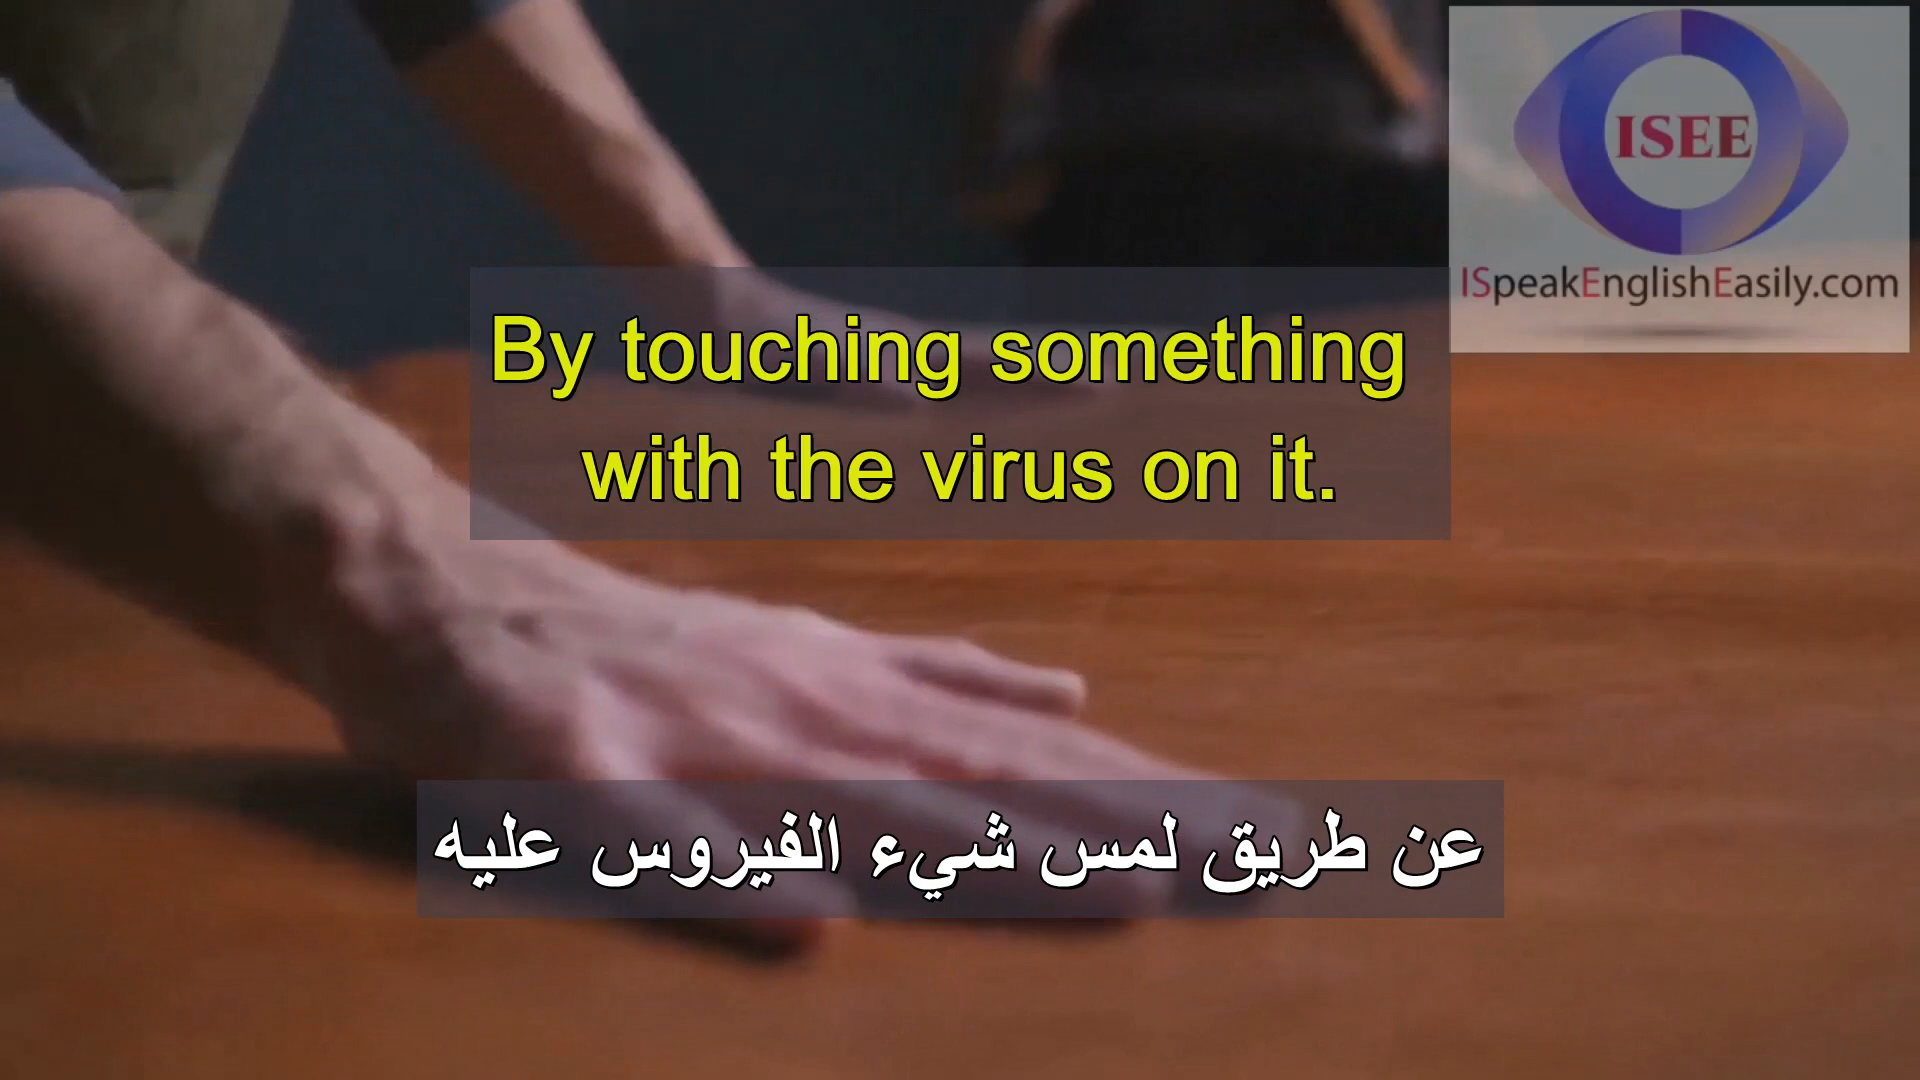 ISEE
ISpeakEnglishEasily.com
By touching something
with the virus on it.
عن طريق لمس شيء الفيروس عليه